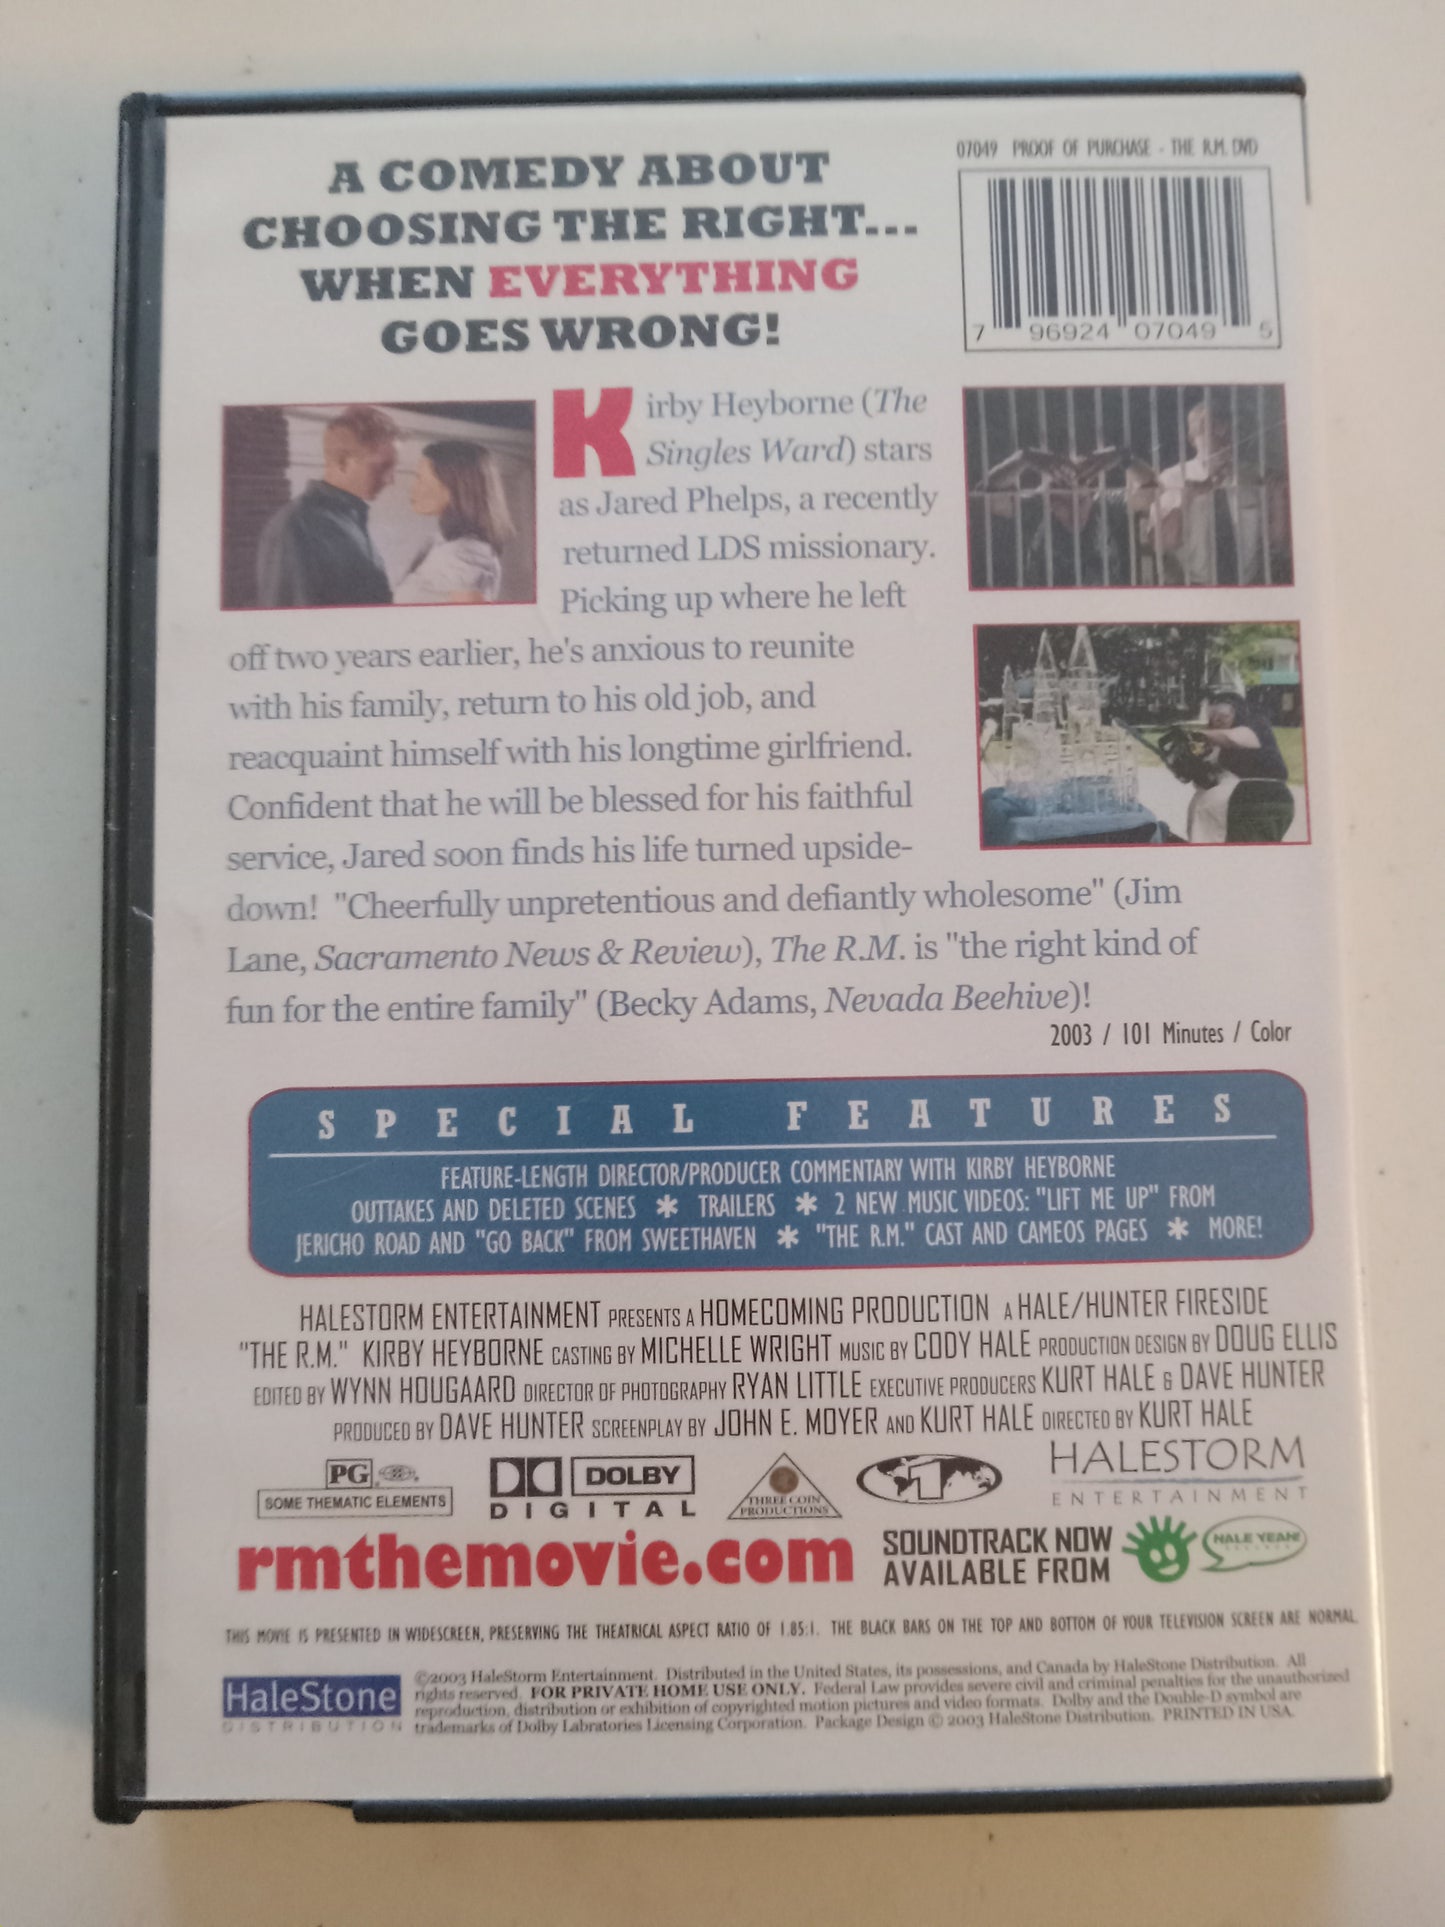 A COMEDY ABOUT
CHOOSING THE RIGHT...
WHEN EVERYTHING
GOES WRONG!
07049 PROOF OF PURCHASE - THE R.M. DVD
7 96924 07049 5
Kirby Heyborne (The
Singles Ward) stars
as Jared Phelps, a recently
returned LDS missionary.
Picking up where he left
off two years earlier, he's anxious to reunite
with his family, return to his old job, and
reacquaint himself with his longtime girlfriend.
Confident that he will be blessed for his faithful
service, Jared soon finds his life turned upside-
down! "Cheerfully unpretentious and defiantly wholesome" (Jim
Lane, Sacramento News & Review), The R.M. is "the right kind of
fun for the entire family" (Becky Adams, Nevada Beehive)!
2003 / 101 Minutes / Color
SPECIAL FEATURES
FEATURE-LENGTH DIRECTOR/PRODUCER COMMENTARY WITH KIRBY HEYBORNE
OUTTAKES AND DELETED SCENES * TRAILERS * 2 NEW MUSIC VIDEOS: "LIFT ME UP" FROM
JERICHO ROAD AND "GO BACK" FROM SWEETHAVEN * "THE R.M." CAST AND CAMEOS PAGES * MORE!
HALESTORM ENTERTAINMENT PRESENTS A HOMECOMING PRODUCTION A HALE/HUNTER FIRESIDE
"THE R.M." KIRBY HEYBORNE CASTING BY MICHELLE WRIGHT MUSIC BY CODY HALE PRODUCTION DESIGN BY DOUG ELLIS
EDITED BY WYNN HOUGAARD DIRECTOR OF PHOTOGRAPHY RYAN LITTLE EXECUTIVE PRODUCERS KURT HALE & DAVE HUNTER
PRODUCED BY DAVE HUNTER SCREENPLAY BY JOHN E. MOYER AND KURT HALE DIRECTED BY KURT HALE
PG
SOME THEMATIC ELEMENTS
DOLBY
DIGITAL
THREE COIN
PRODUCTIONS
1
HALESTORM
ENTERTAINMENT
rmthemovie.com
SOUNDTRACK NOW
AVAILABLE FROM
HALE YEAH!
THIS MOVIE IS PRESENTED IN WIDESCREEN, PRESERVING THE THEATRICAL ASPECT RATIO OF 1.85:1. THE BLACK BARS ON THE TOP AND BOTTOM OF YOUR TELEVISION SCREEN ARE NORMAL.
HaleStone
DISTRIBUTION
©2003 HaleStorm Entertainment. Distributed in the United States, its possessions, and Canada by HaleStone Distribution. All
rights reserved. FOR PRIVATE HOME USE ONLY. Federal Law provides severe civil and criminal penalties for the unauthorized
reproduction, distribution or exhibition of copyrighted motion pictures and video formats. Dolby and the Double-D symbol are
trademarks of Dolby Labratories Licensing Corporation. Package Design © 2003 HaleStone Distribution. PRINTED IN USA.